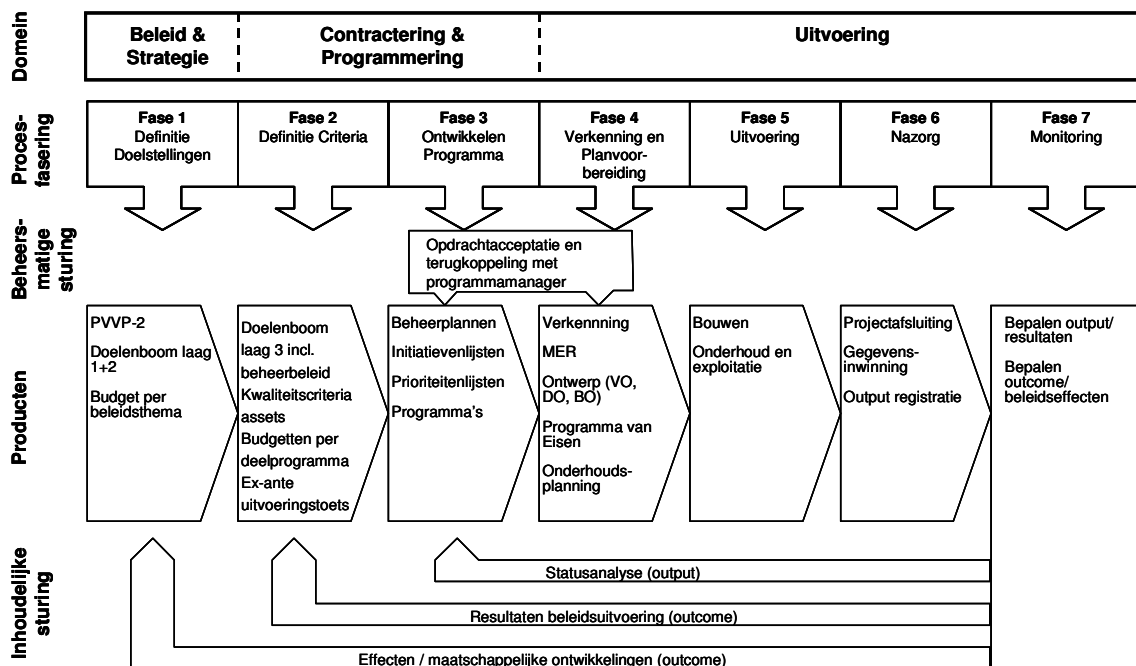 Domein
Beleid &
Strategie
Contractering &
Programmering
Uitvoering
Proces-
fasering
Fase 1
Definitie
Doelstellingen
Fase 2
Definitie Criteria
Fase 3
Ontwikkelen
Programma
Fase 4
Verkenning en
Planvoor-
bereiding
Fase 5
Uitvoering
Fase 6
Nazorg
Fase 7
Monitoring
Beheers-
matige
sturing
Opdrachtacceptatie en
terugkoppeling met
programmamanager
Producten
PVVP-2
Doelenboom laag
1+2
Budget per
beleidsthema
Doelenboom
laag 3 incl.
beheerbeleid
Kwaliteitscriteria
assets
Budgetten per
deelprogramma
Ex-ante
uitvoeringstoets
Beheerplannen
Initiatievenlijsten
Prioriteitenlijsten
Programma's
Verkennning
MER
Ontwerp (VO,
DO, BO)
Programma van
Eisen
Onderhouds-
planning
Bouwen
Onderhoud en
exploitatie
Projectafsluiting
Gegevens-
inwinning
Output registratie
Bepalen output/
resultaten
Bepalen
outcome/
beleidseffecten
Inhoudelijke
sturing
Statusanalyse (output)
Resultaten beleidsuitvoering (outcome)
Effecten / maatschappelijke ontwikkelingen (outcome)